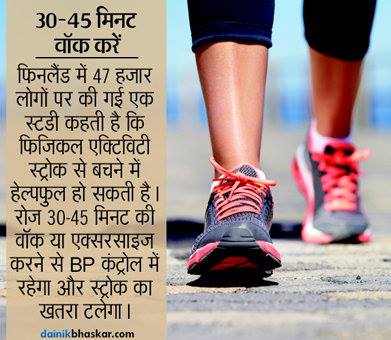 30-45 मिनट
वॉक करें
फिनलैंड में 47 हजार
लोगों पर की गई एक
स्टडी कहती है कि
फिजिकल एक्टिविटी
स्ट्रोक से बचने में
हेल्पफुल हो सकती है।
रोज 30-45 मिनट की
वॉक या एक्सरसाइज
करने से BP कंट्रोल में
रहेगा और स्ट्रोक का
खतरा टलेगा।
dainikbhaskar.com